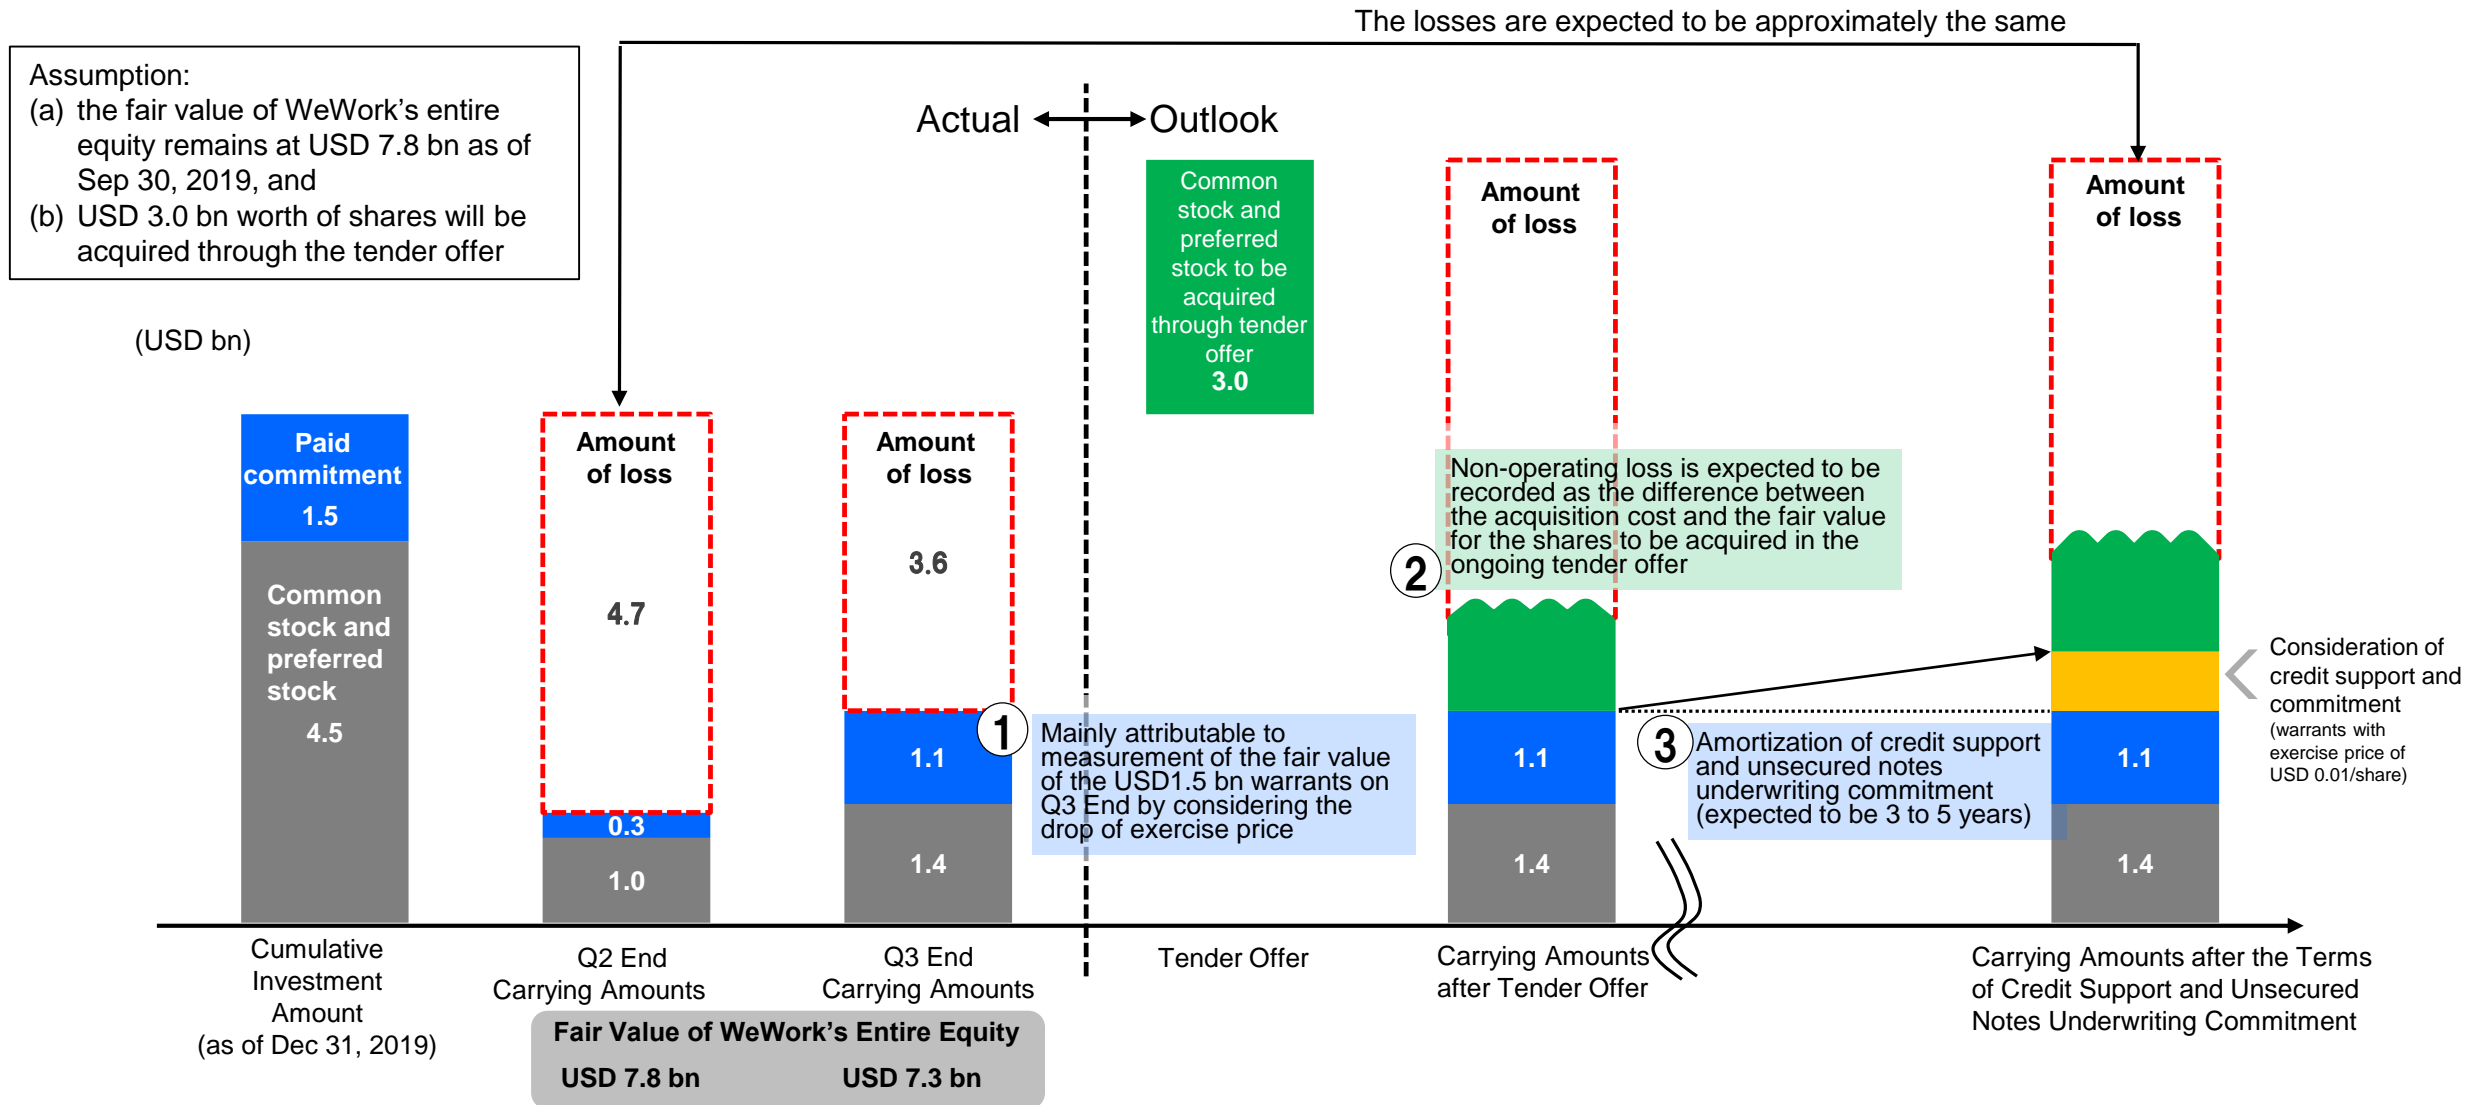 The losses are expected to be approximately the same
Assumption:
(a) the fair value of WeWork's entire
equity remains at USD 7.8 bn as of
Sep 30, 2019, and
(b) USD 3.0 bn worth of shares will be
acquired through the tender offer
Actual
Outlook
(USD bn)
Paid
commitment
1.5
Common
stock and
preferred
stock
4.5
Amount
of loss
4.7
0.3
1.0
Amount
of loss
3.6
1.1
1.4
1
Mainly attributable to
measurement of the fair value
of the USD1.5 bn warrants on
Q3 End by considering the
drop of exercise price
Common
stock and
preferred
stock to be
acquired
through tender
offer
3.0
Amount
of loss
2
Non-operating loss is expected to be
recorded as the difference between
the acquisition cost and the fair value
for the shares to be acquired in the
ongoing tender offer
1.1
1.4
3
Amortization of credit support
and unsecured notes
underwriting commitment
(expected to be 3 to 5 years)
Amount
of loss
1.1
1.4
Consideration of
credit support and
commitment
(warrants with
exercise price of
USD 0.01/share)
Cumulative
Investment
Amount
(as of Dec 31, 2019)
Q2 End
Carrying Amounts
Q3 End
Carrying Amounts
Tender Offer
Carrying Amounts
after Tender Offer
Carrying Amounts after the Terms
of Credit Support and Unsecured
Notes Underwriting Commitment
Fair Value of WeWork's Entire Equity
USD 7.8 bn
USD 7.3 bn